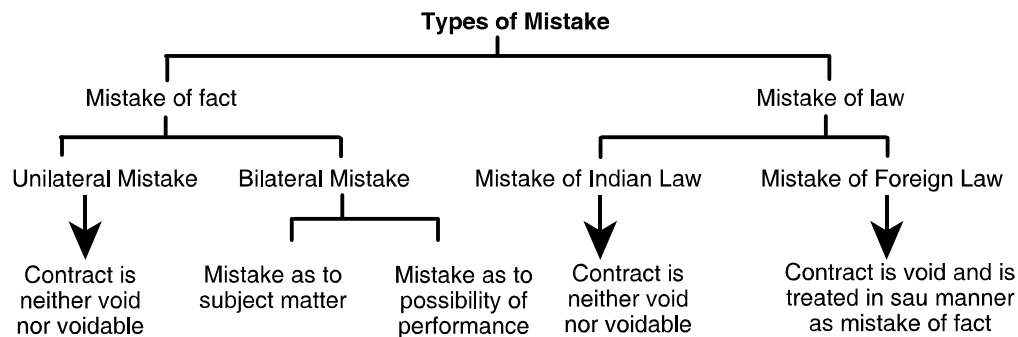 Types of Mistake
Mistake of fact
Mistake of law
Unilateral Mistake
Bilateral Mistake
Mistake of Indian Law
Mistake of Foreign Law
Contract is
neither void
nor voidable
Mistake as to
subject matter
Mistake as to
possibility of
performance
Contract is
neither void
nor voidable
Contract is void and is
treated in sau manner
as mistake of fact